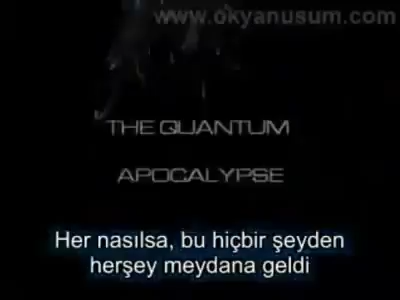 www.okyanusum.com
THE QUANTUM
APOCALYPSE
Her nasılsa, bu hiçbir şeyden
herşey meydana geldi